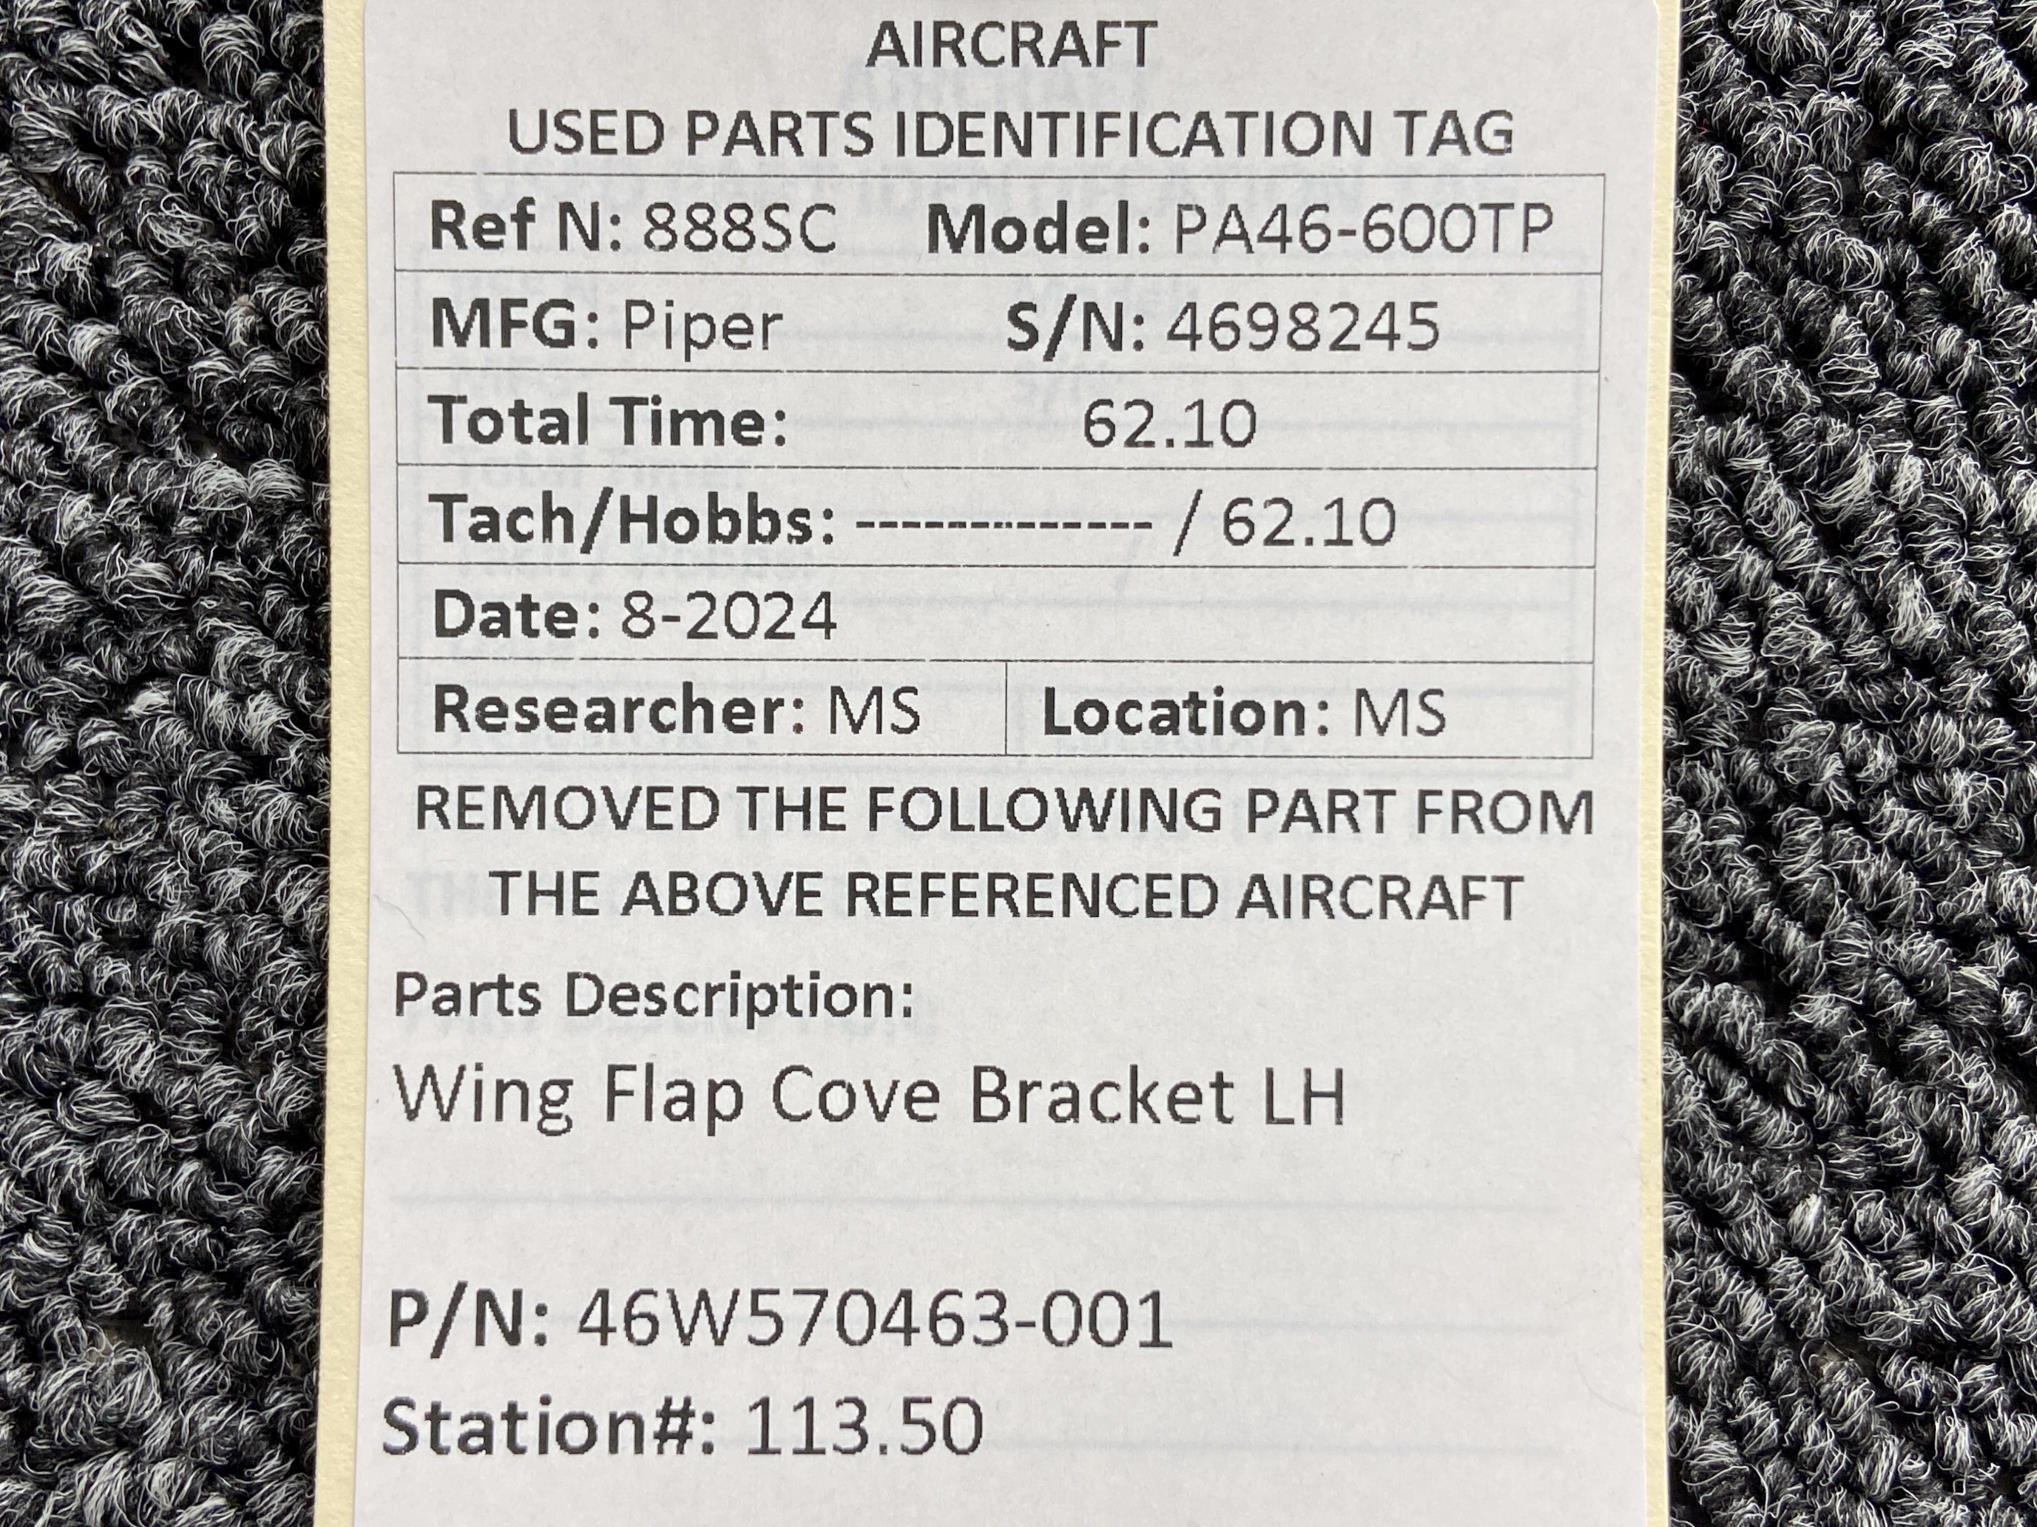 AIRCRAFT
USED PARTS IDENTIFICATION TAG
Ref N: 888SC Model: PA46-600TP
MFG: Piper S/N: 4698245
Total Time: 62.10
Tach/Hobbs: ------------- / 62.10
Date: 8-2024
Researcher: MS Location: MS
REMOVED THE FOLLOWING PART FROM
THE ABOVE REFERENCED AIRCRAFT
Parts Description:
Wing Flap Cove Bracket LH
P/N: 46W570463-001
Station#: 113.50